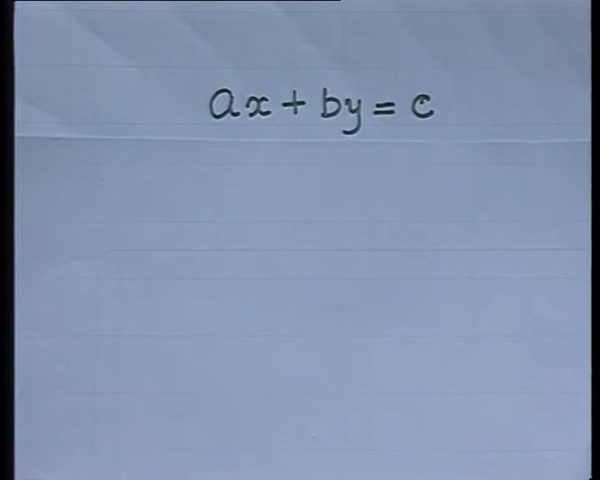 ax + by = c